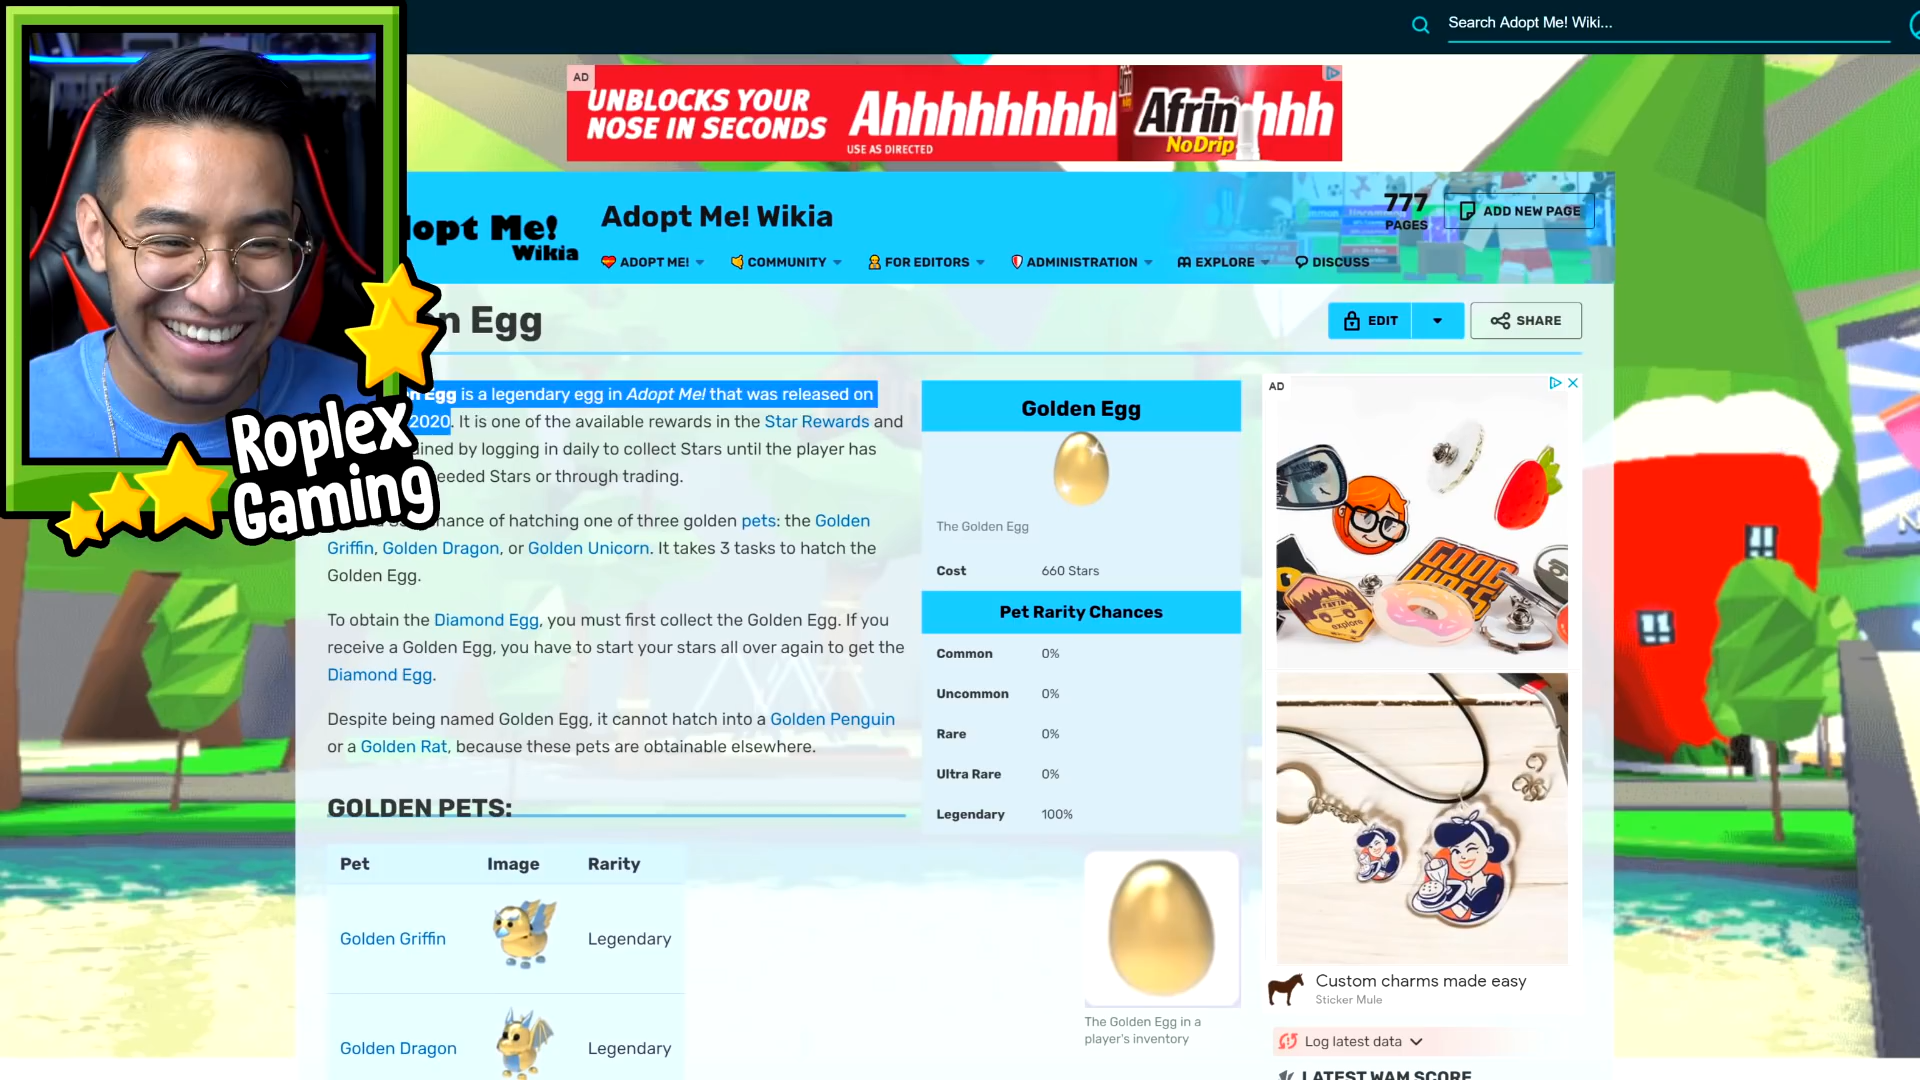 Search Adopt Me! Wiki...
AD
UNBLOCKS YOUR
NOSE IN SECONDS
Ahhhhhhhhhh
USE AS DIRECTED
Afrin
No Drip
hhh
opt Me!
Wikia
Adopt Me! Wikia
777
PAGES
ADD NEW PAGE
ADOPT ME!
COMMUNITY
FOR EDITORS
ADMINISTRATION
EXPLORE
DISCUSS
n Egg
EDIT
SHARE
Roplex
Gaming
n Egg is a legendary egg in Adopt Me! that was released on
2020. It is one of the available rewards in the Star Rewards and
ined by logging in daily to collect Stars until the player has
eeded Stars or through trading.
hance of hatching one of three golden pets: the Golden
Griffin, Golden Dragon, or Golden Unicorn. It takes 3 tasks to hatch the
Golden Egg.
To obtain the Diamond Egg, you must first collect the Golden Egg. If you
receive a Golden Egg, you have to start your stars all over again to get the
Diamond Egg.
Despite being named Golden Egg, it cannot hatch into a Golden Penguin
or a Golden Rat, because these pets are obtainable elsewhere.
GOLDEN PETS:
Pet Image Rarity
Golden Griffin Legendary
Golden Dragon Legendary
Golden Egg
The Golden Egg
Cost 660 Stars
Pet Rarity Chances
Common 0%
Uncommon 0%
Rare 0%
Ultra Rare 0%
Legendary 100%
The Golden Egg in a
player's inventory
AD
GOOD
VIBES
explore
Custom charms made easy
Sticker Mule
Log latest data
LATEST WAM SCORE